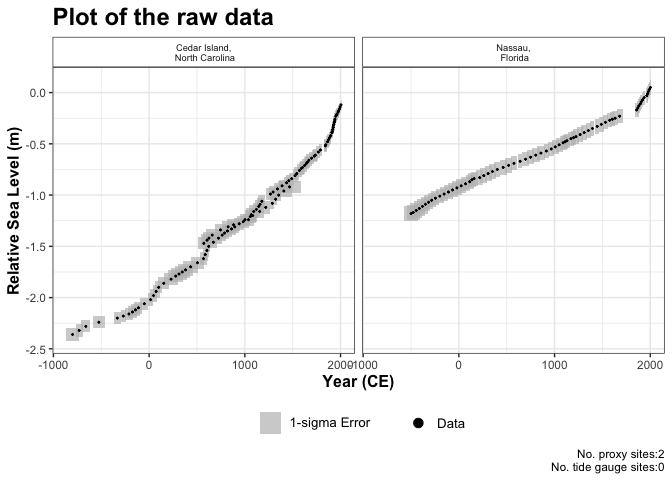 Plot of the raw data
Cedar Island,
North Carolina
Nassau,
Florida
Relative Sea Level (m)
0.0
-0.5
-1.0
-1.5
-2.0
-2.5
-1000
0
1000
2000
-1000
0
1000
2000
Year (CE)
1-sigma Error
Data
No. proxy sites:2
No. tide gauge sites:0